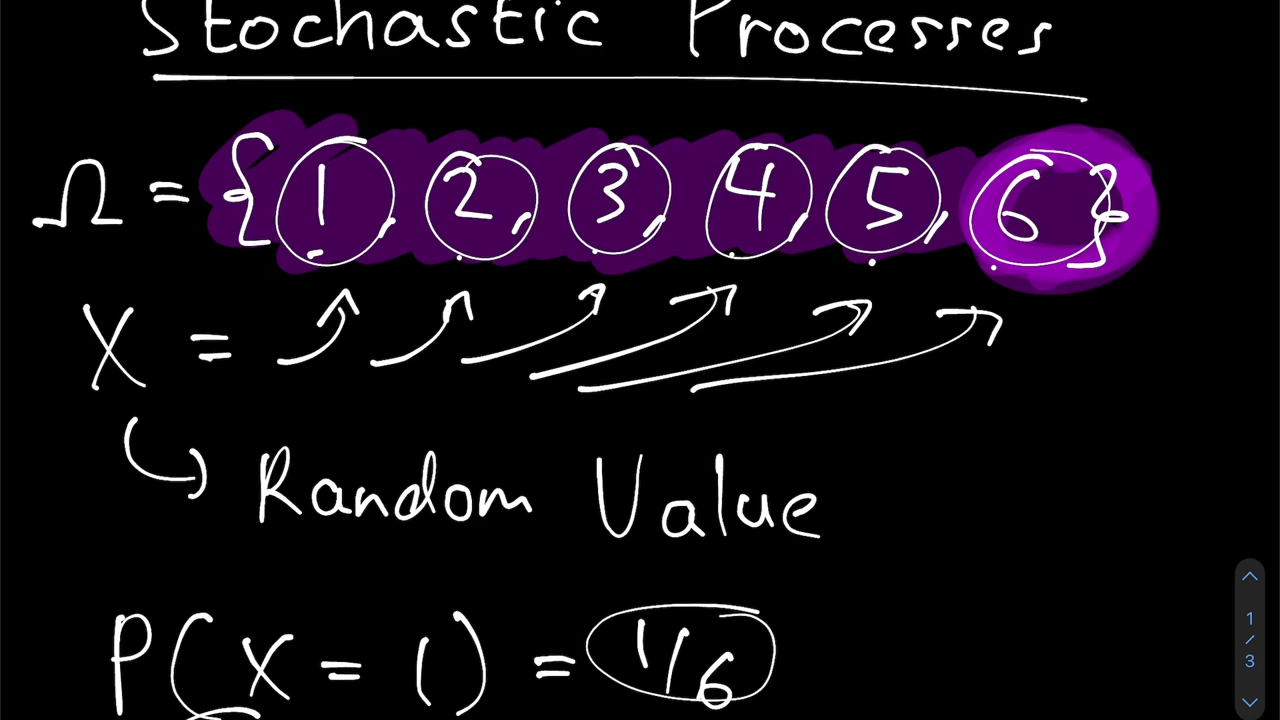 Stochastic Processes
Ω = {1, 2, 3, 4, 5, 6}
X =
Random Value
P(X = 1) = 1/6
1
/
3